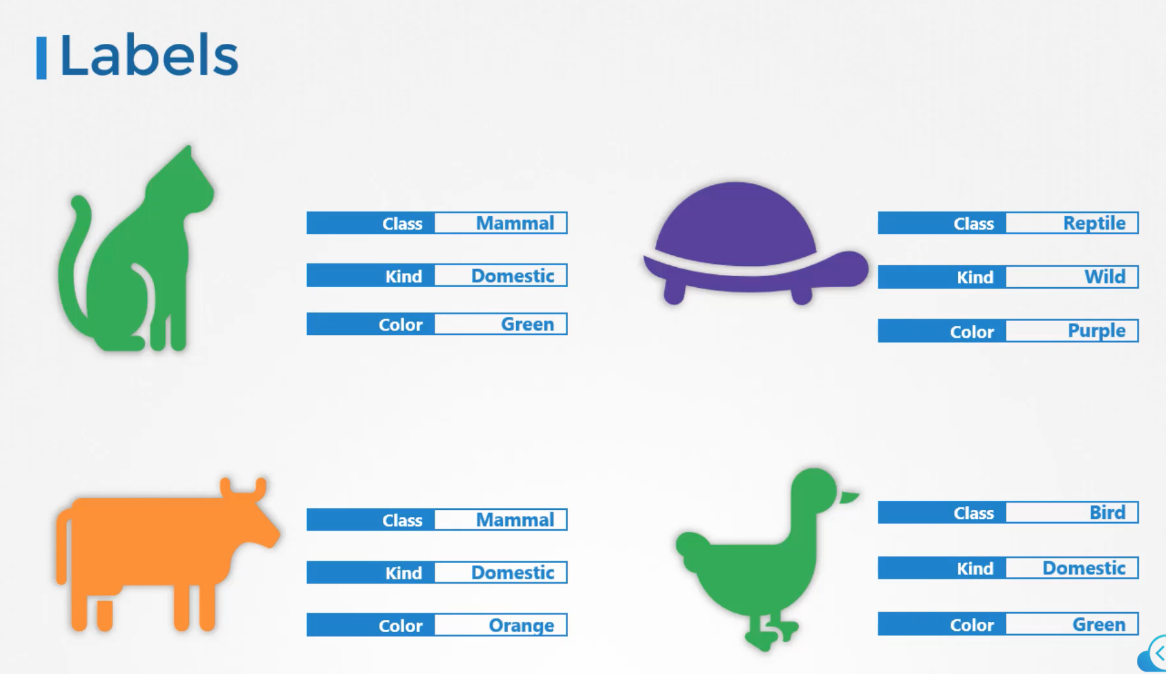 Labels
Class Mammal
Kind Domestic
Color Green
Class Reptile
Kind Wild
Color Purple
Class Mammal
Kind Domestic
Color Orange
Class Bird
Kind Domestic
Color Green